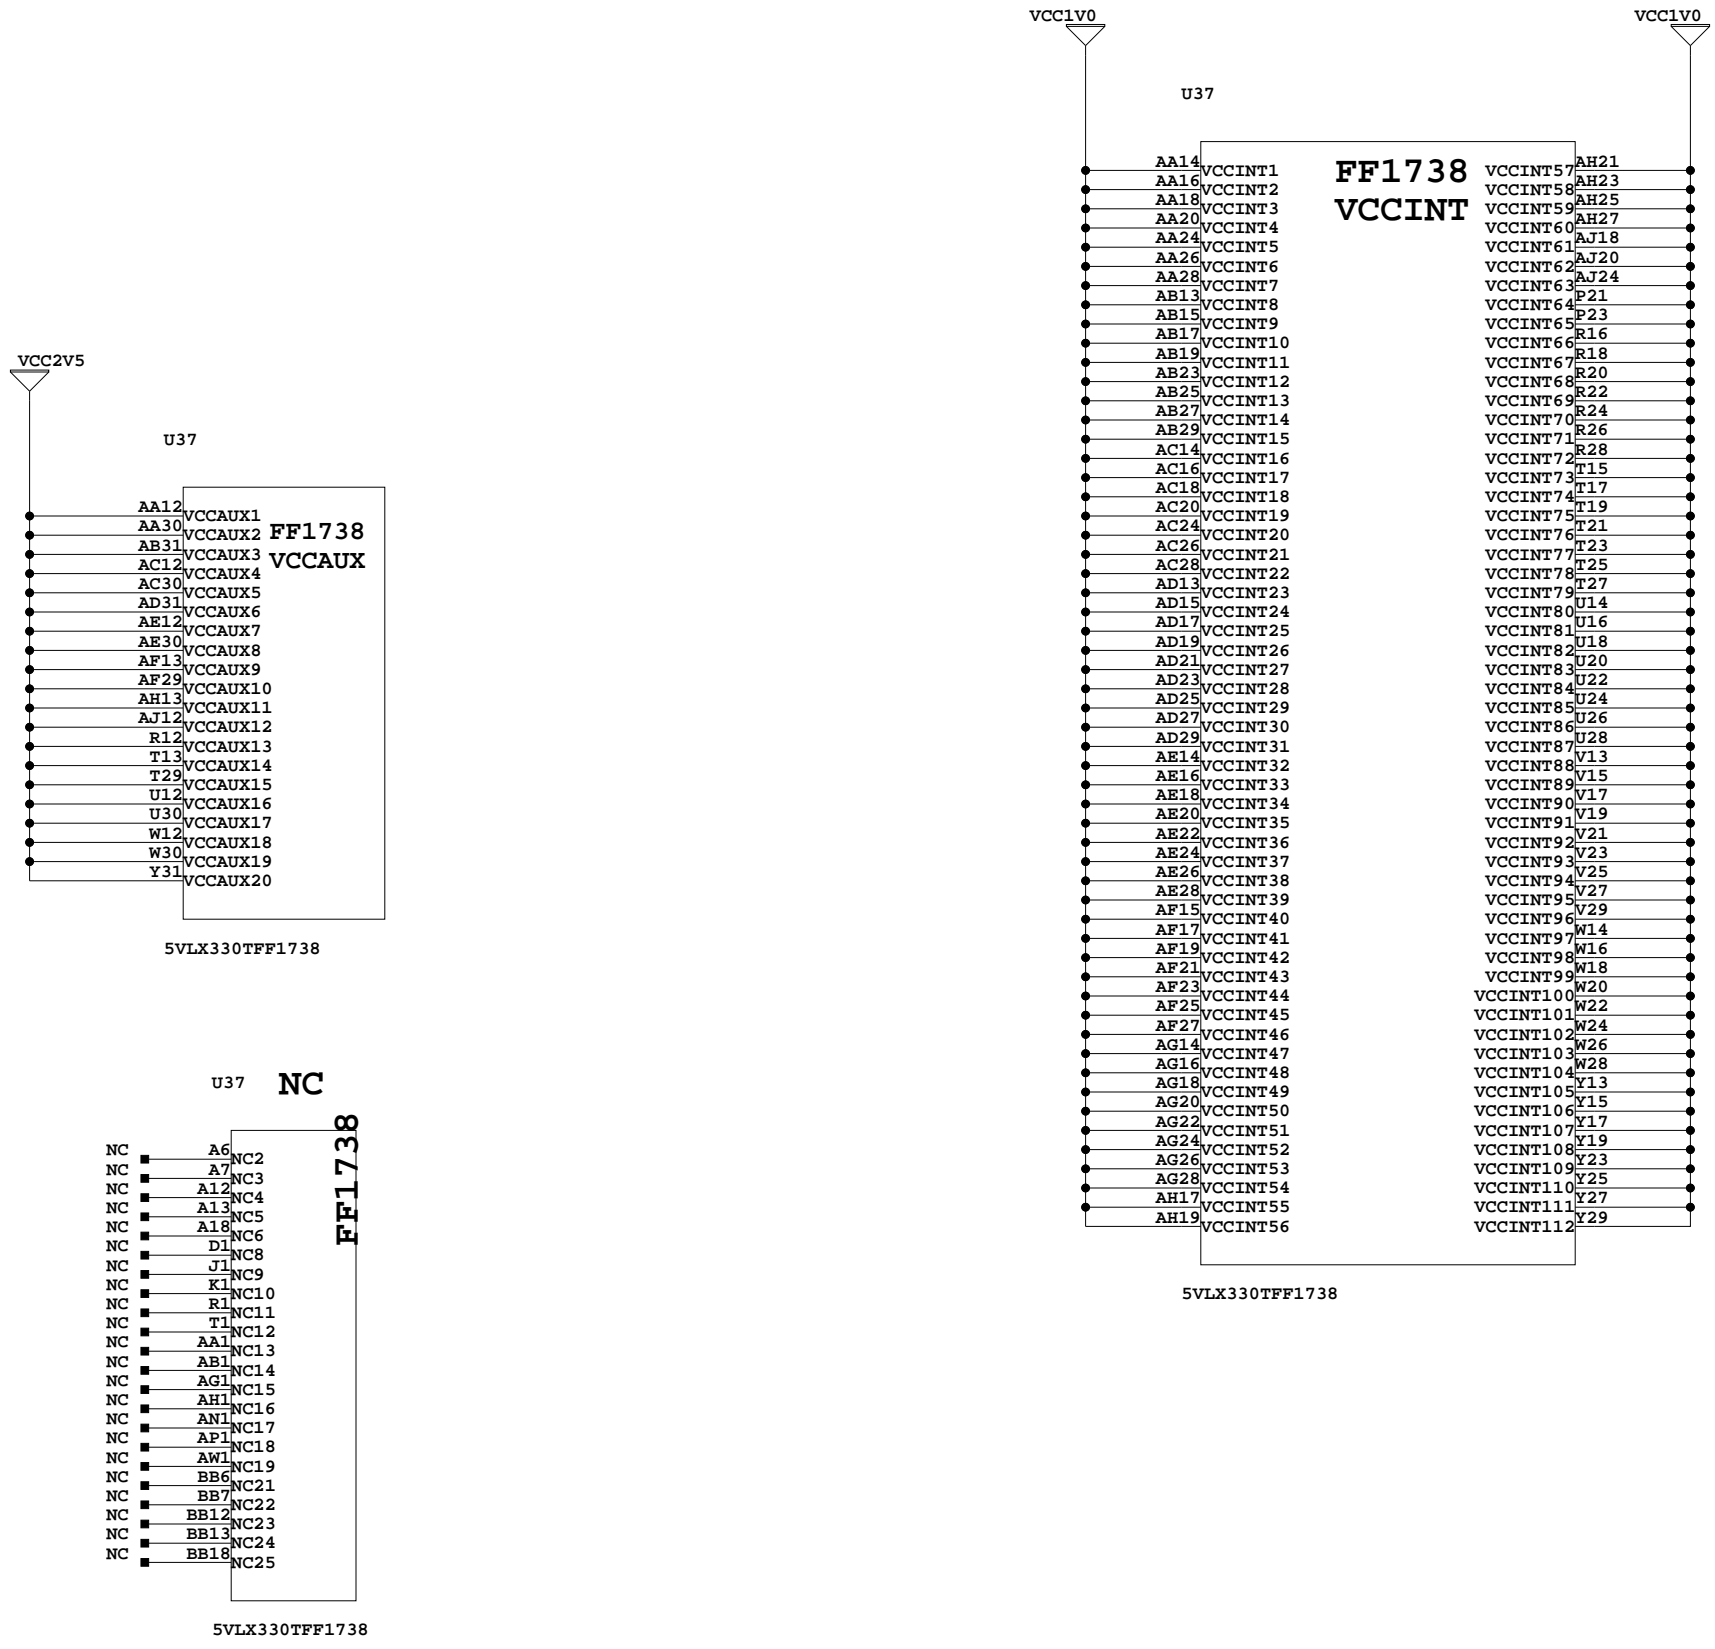 VCC2V5
U37
AA12 VCCAUX1
AA30 VCCAUX2
AB31 VCCAUX3
AC12 VCCAUX4
AC30 VCCAUX5
AD31 VCCAUX6
AE12 VCCAUX7
AE30 VCCAUX8
AF13 VCCAUX9
AF29 VCCAUX10
AH13 VCCAUX11
AJ12 VCCAUX12
R12 VCCAUX13
T13 VCCAUX14
T29 VCCAUX15
U12 VCCAUX16
U30 VCCAUX17
W12 VCCAUX18
W30 VCCAUX19
Y31 VCCAUX20
FF1738
VCCAUX
5VLX330TFF1738
U37 NC
FF1738
NC A6 NC2
NC A7 NC3
NC A12 NC4
NC A13 NC5
NC A18 NC6
NC D1 NC8
NC J1 NC9
NC K1 NC10
NC R1 NC11
NC T1 NC12
NC AA1 NC13
NC AB1 NC14
NC AG1 NC15
NC AH1 NC16
NC AN1 NC17
NC AP1 NC18
NC AW1 NC19
NC BB6 NC21
NC BB7 NC22
NC BB12 NC23
NC BB13 NC24
NC BB18 NC25
5VLX330TFF1738
VCC1V0 VCC1V0
U37
FF1738
VCCINT
AA14 VCCINT1 VCCINT57 AH21
AA16 VCCINT2 VCCINT58 AH23
AA18 VCCINT3 VCCINT59 AH25
AA20 VCCINT4 VCCINT60 AH27
AA24 VCCINT5 VCCINT61 AJ18
AA26 VCCINT6 VCCINT62 AJ20
AA28 VCCINT7 VCCINT63 AJ24
AB13 VCCINT8 VCCINT64 P21
AB15 VCCINT9 VCCINT65 P23
AB17 VCCINT10 VCCINT66 R16
AB19 VCCINT11 VCCINT67 R18
AB23 VCCINT12 VCCINT68 R20
AB25 VCCINT13 VCCINT69 R22
AB27 VCCINT14 VCCINT70 R24
AB29 VCCINT15 VCCINT71 R26
AC14 VCCINT16 VCCINT72 R28
AC16 VCCINT17 VCCINT73 T15
AC18 VCCINT18 VCCINT74 T17
AC20 VCCINT19 VCCINT75 T19
AC24 VCCINT20 VCCINT76 T21
AC26 VCCINT21 VCCINT77 T23
AC28 VCCINT22 VCCINT78 T25
AD13 VCCINT23 VCCINT79 T27
AD15 VCCINT24 VCCINT80 U14
AD17 VCCINT25 VCCINT81 U16
AD19 VCCINT26 VCCINT82 U18
AD21 VCCINT27 VCCINT83 U20
AD23 VCCINT28 VCCINT84 U22
AD25 VCCINT29 VCCINT85 U24
AD27 VCCINT30 VCCINT86 U26
AD29 VCCINT31 VCCINT87 U28
AE14 VCCINT32 VCCINT88 V13
AE16 VCCINT33 VCCINT89 V15
AE18 VCCINT34 VCCINT90 V17
AE20 VCCINT35 VCCINT91 V19
AE22 VCCINT36 VCCINT92 V21
AE24 VCCINT37 VCCINT93 V23
AE26 VCCINT38 VCCINT94 V25
AE28 VCCINT39 VCCINT95 V27
AF15 VCCINT40 VCCINT96 V29
AF17 VCCINT41 VCCINT97 W14
AF19 VCCINT42 VCCINT98 W16
AF21 VCCINT43 VCCINT99 W18
AF23 VCCINT44 VCCINT100 W20
AF25 VCCINT45 VCCINT101 W22
AF27 VCCINT46 VCCINT102 W24
AG14 VCCINT47 VCCINT103 W26
AG16 VCCINT48 VCCINT104 W28
AG18 VCCINT49 VCCINT105 Y13
AG20 VCCINT50 VCCINT106 Y15
AG22 VCCINT51 VCCINT107 Y17
AG24 VCCINT52 VCCINT108 Y19
AG26 VCCINT53 VCCINT109 Y23
AG28 VCCINT54 VCCINT110 Y25
AH17 VCCINT55 VCCINT111 Y27
AH19 VCCINT56 VCCINT112 Y29
5VLX330TFF1738